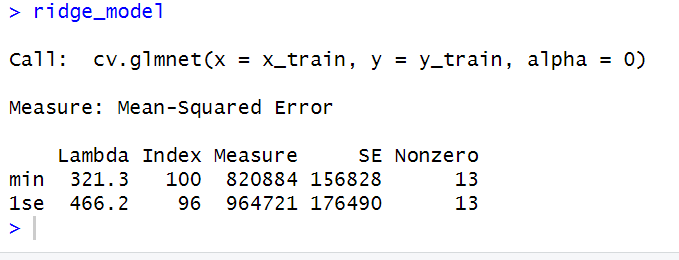 > ridge_model
Call:  cv.glmnet(x = x_train, y = y_train, alpha = 0)
Measure: Mean-Squared Error
    Lambda Index Measure     SE Nonzero
min  321.3   100  820884 156828      13
1se  466.2    96  964721 176490      13
>